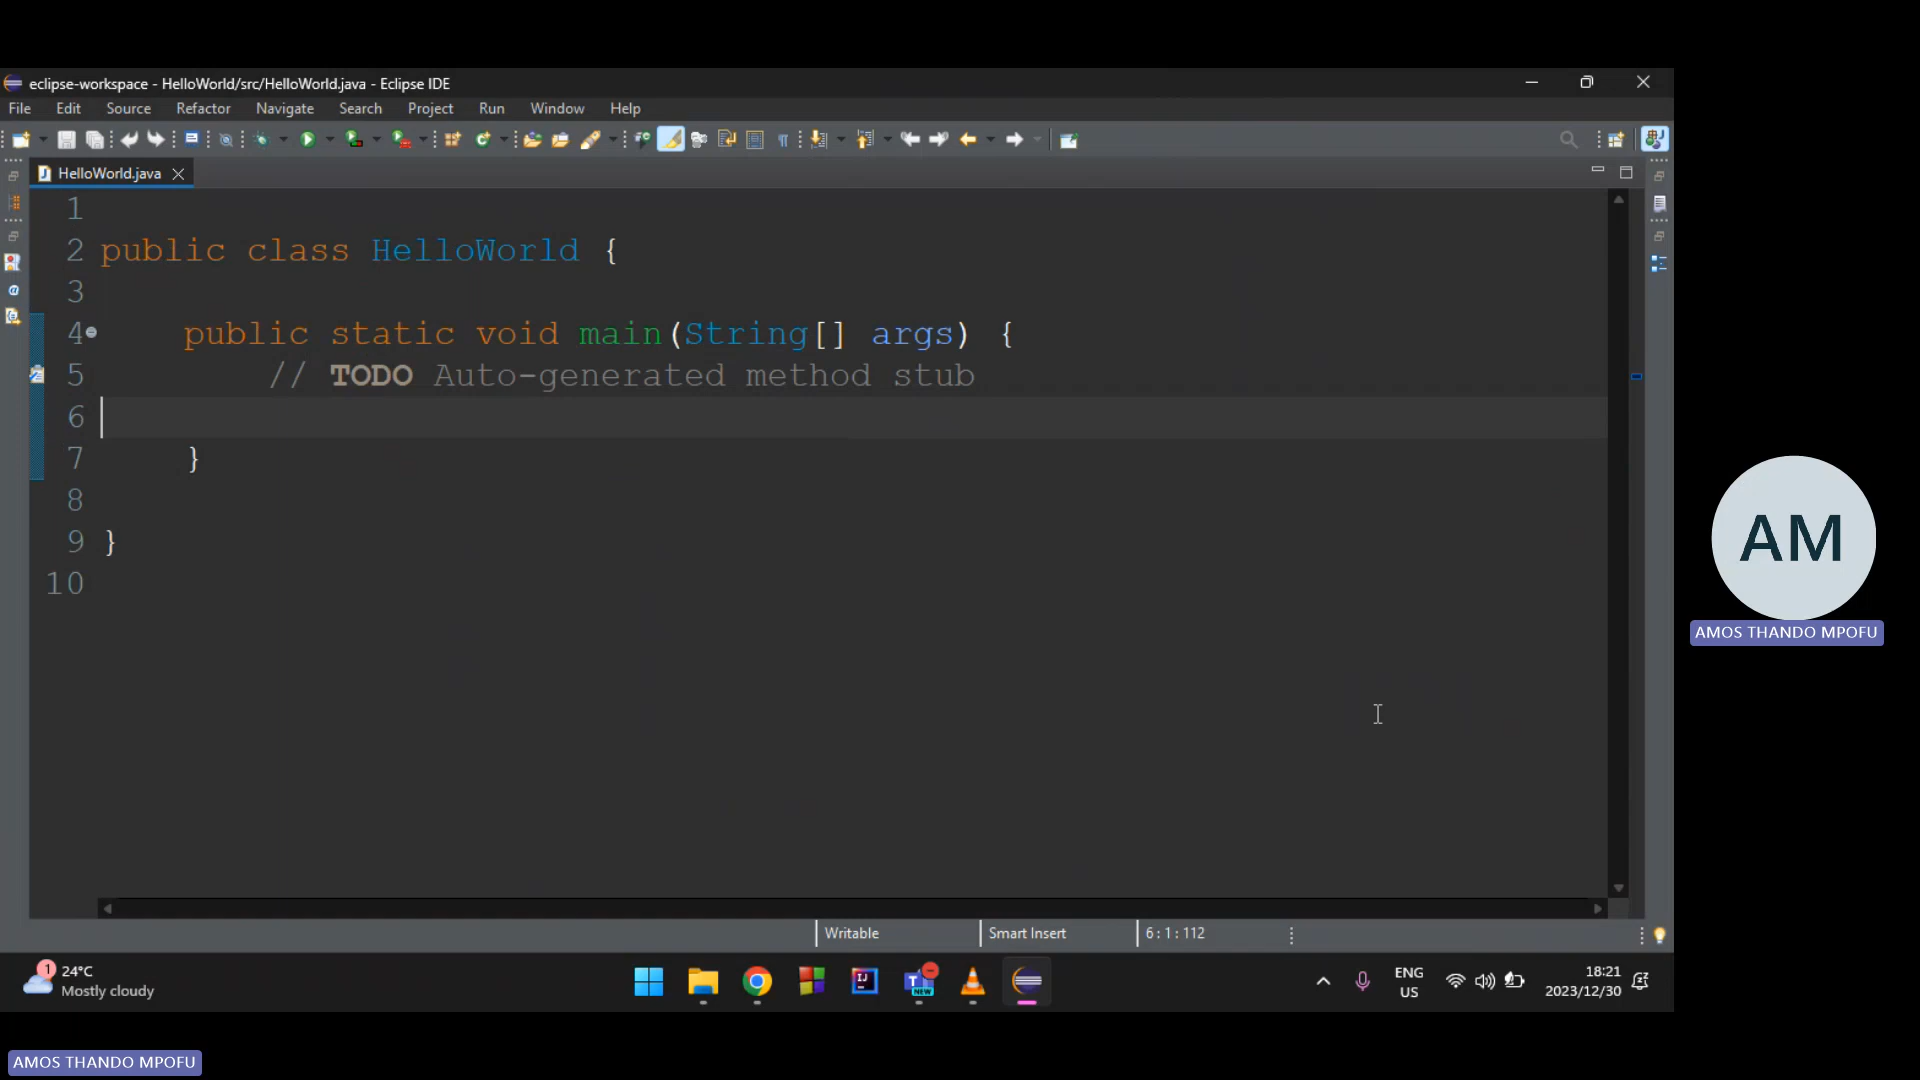 eclipse-workspace - HelloWorld/src/HelloWorld.java - Eclipse IDE
File Edit Source Refactor Navigate Search Project Run Window Help
HelloWorld.java
1
2 public class HelloWorld {
3
4 public static void main(String[] args) {
5 // TODO Auto-generated method stub
6
7 }
8
9 }
10
AM
AMOS THANDO MPOFU
Writable Smart Insert 6 : 1 : 112
1 24°C
Mostly cloudy
ENG
US
18:21
2023/12/30
AMOS THANDO MPOFU